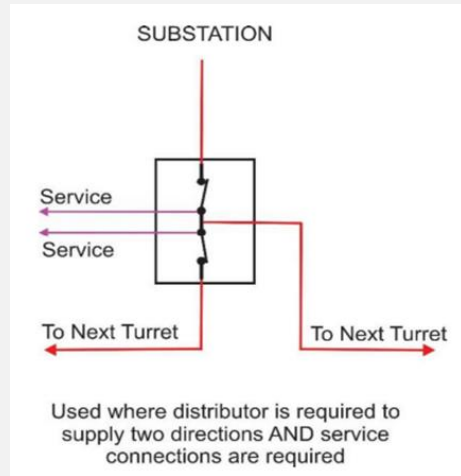 SUBSTATION
Service
Service
To Next Turret
To Next Turret
Used where distributor is required to
supply two directions AND service
connections are required